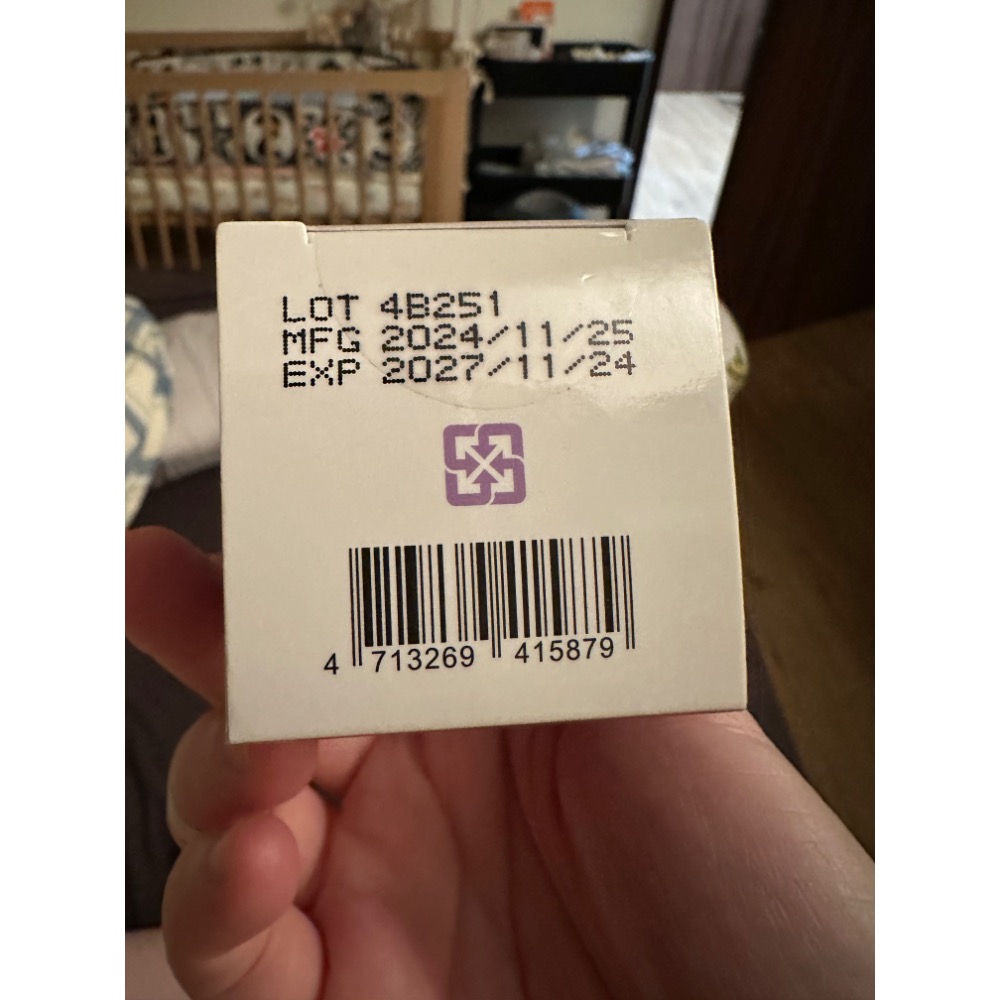 LOT 4B251
MFG 2024/11/25
EXP 2027/11/24
4 713269 415879